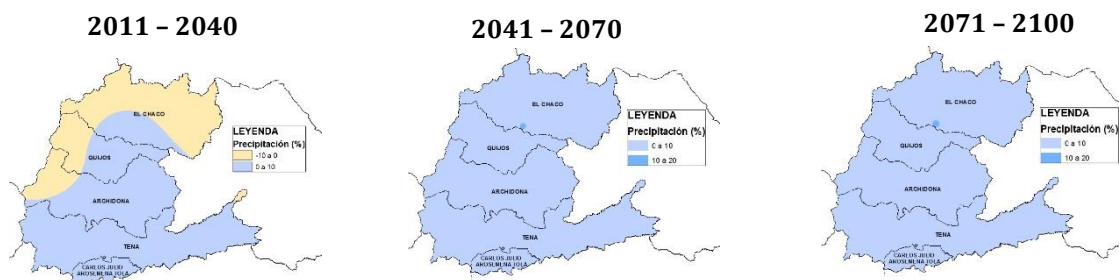 2011 – 2040
EL CHACO
QUIJOS
ARCHIDONA
TENA
CARLOS JULIO
AROSEMENA TOLA
LEYENDA
Precipitación (%)
-10 a 0
0 a 10
2041 – 2070
EL CHACO
QUIJOS
ARCHIDONA
TENA
CARLOS JULIO
AROSEMENA TOLA
LEYENDA
Precipitación (%)
0 a 10
10 a 20
2071 – 2100
EL CHACO
QUIJOS
ARCHIDONA
TENA
CARLOS JULIO
AROSEMENA TOLA
LEYENDA
Precipitación (%)
0 a 10
10 a 20